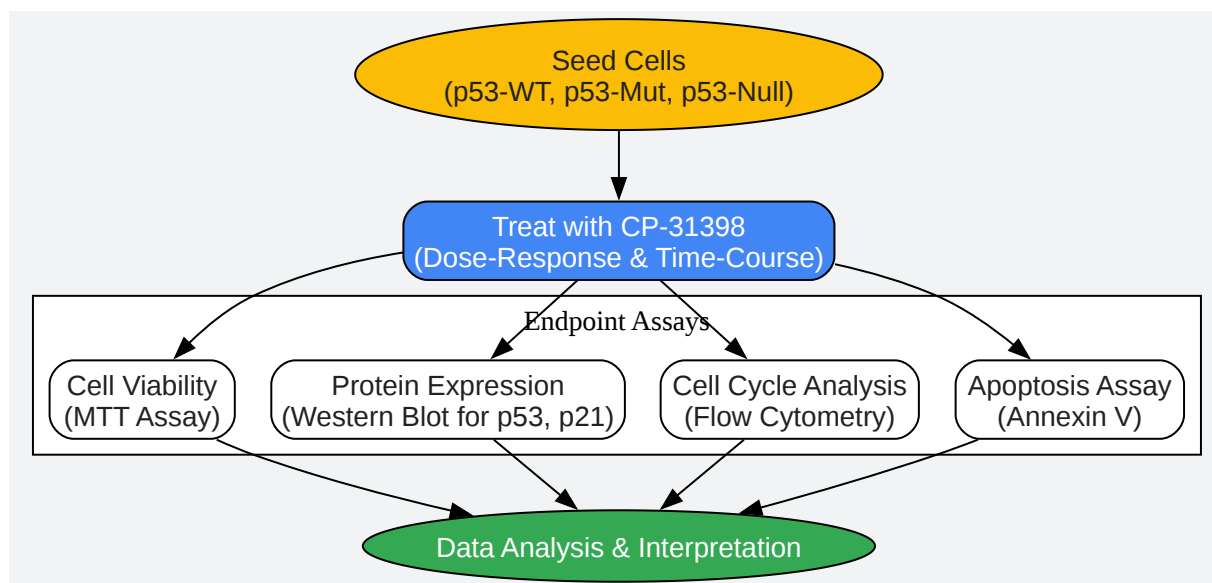 Seed Cells
(p53-WT, p53-Mut, p53-Null)
Treat with CP-31398
(Dose-Response & Time-Course)
Endpoint Assays
Cell Viability
(MTT Assay)
Protein Expression
(Western Blot for p53, p21)
Cell Cycle Analysis
(Flow Cytometry)
Apoptosis Assay
(Annexin V)
Data Analysis & Interpretation